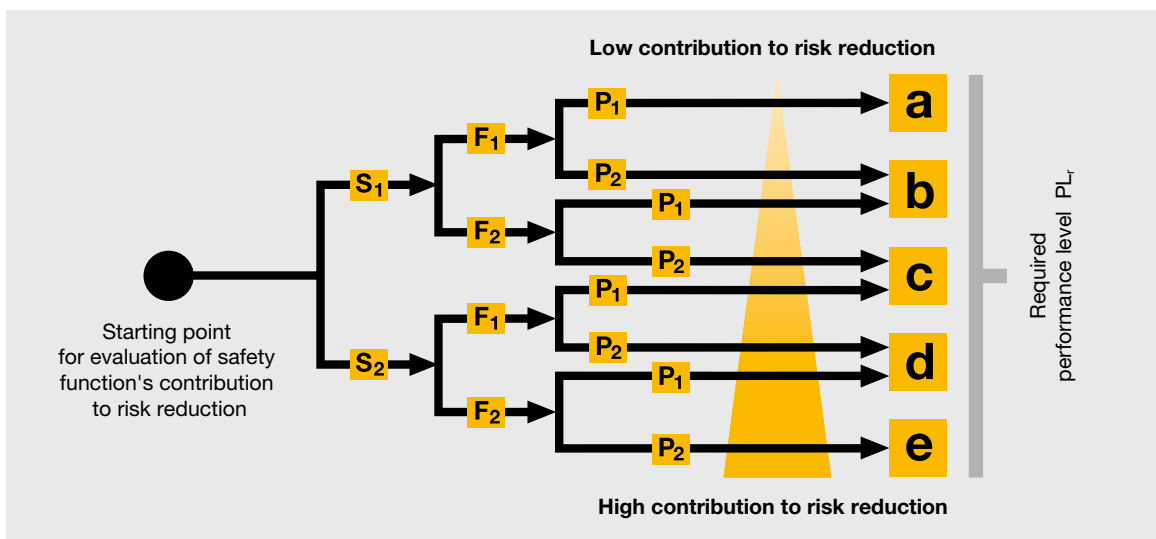 Low contribution to risk reduction
P₁
a
F₁
P₂
b
S₁
P₁
F₂
P₂
c
Starting point
for evaluation of safety
function's contribution
to risk reduction
P₁
F₁
P₂
d
S₂
P₁
F₂
P₂
e
High contribution to risk reduction
Required
performance level PLᵣ